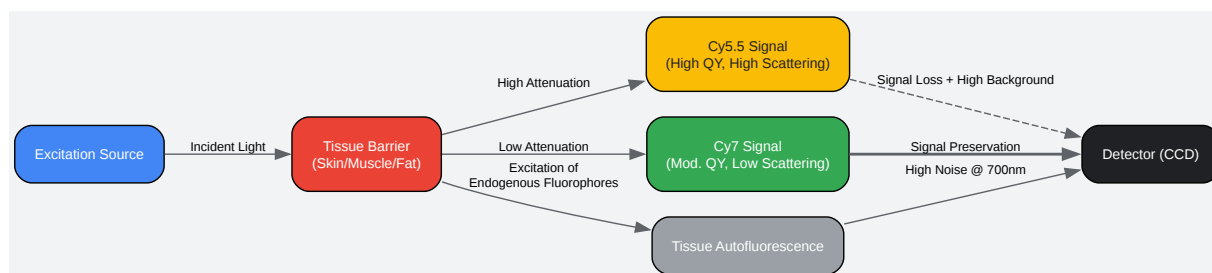 Excitation Source
Incident Light
Tissue Barrier
(Skin/Muscle/Fat)
High Attenuation
Low Attenuation
Excitation of
Endogenous Fluorophores
Cy5.5 Signal
(High QY, High Scattering)
Cy7 Signal
(Mod. QY, Low Scattering)
Tissue Autofluorescence
Signal Loss + High Background
Signal Preservation
High Noise @ 700nm
Detector (CCD)